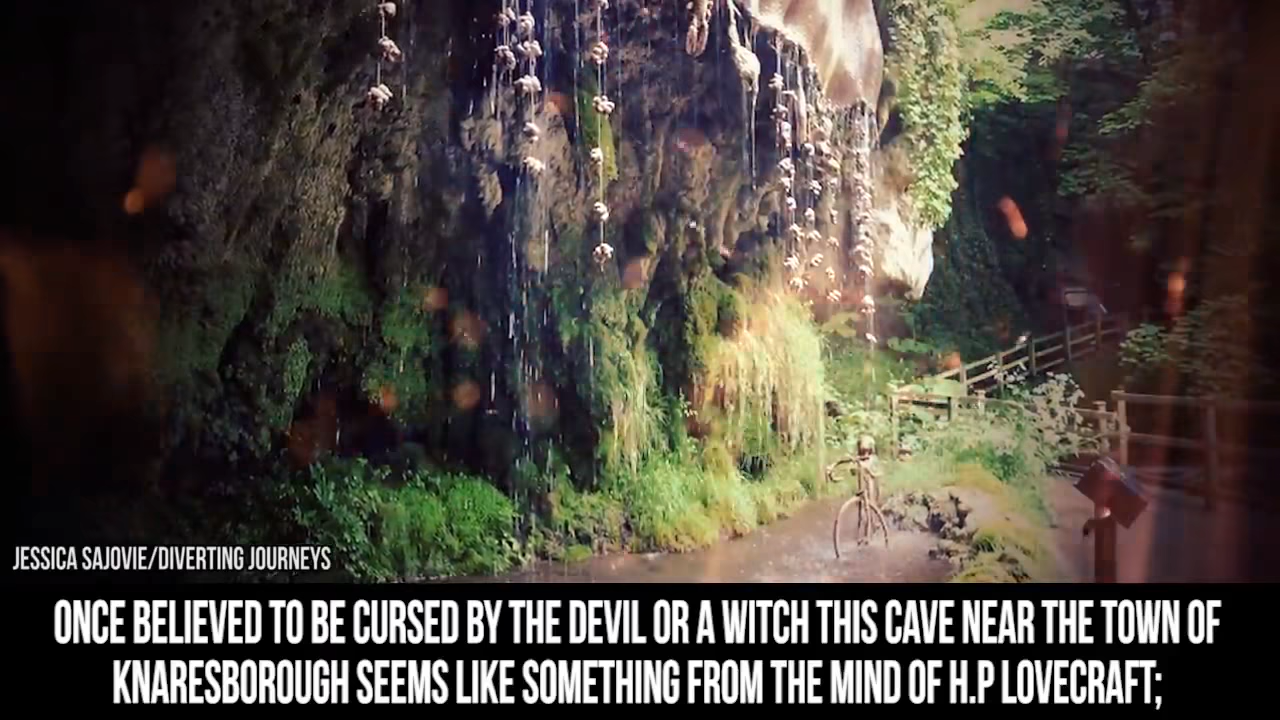 JESSICA SAJOVIE/DIVERTING JOURNEYS
ONCE BELIEVED TO BE CURSED BY THE DEVIL OR A WITCH THIS CAVE NEAR THE TOWN OF
KNARESBOROUGH SEEMS LIKE SOMETHING FROM THE MIND OF H.P LOVECRAFT;